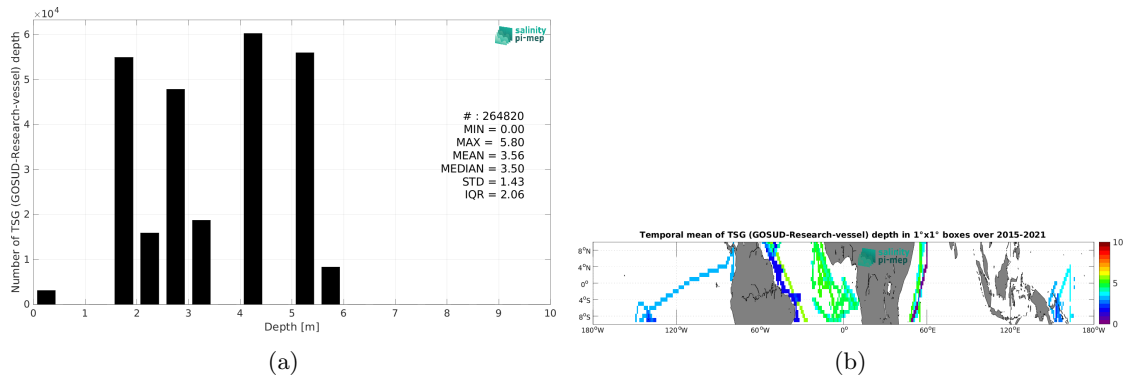 ×10⁴
6
5
4
3
2
1
0
Number of TSG (GOSUD-Research-vessel) depth
salinity
pi-mep
# : 264820
MIN = 0.00
MAX = 5.80
MEAN = 3.56
MEDIAN = 3.50
STD = 1.43
IQR = 2.06
0 1 2 3 4 5 6 7 8 9 10
Depth [m]
(a)
Temporal mean of TSG (GOSUD-Research-vessel) depth in 1°x1° boxes over 2015-2021
8°N
4°N
0°
4°S
8°S
salinity
pi-mep
180°W 120°W 60°W 0° 60°E 120°E 180°W
10
5
0
(b)